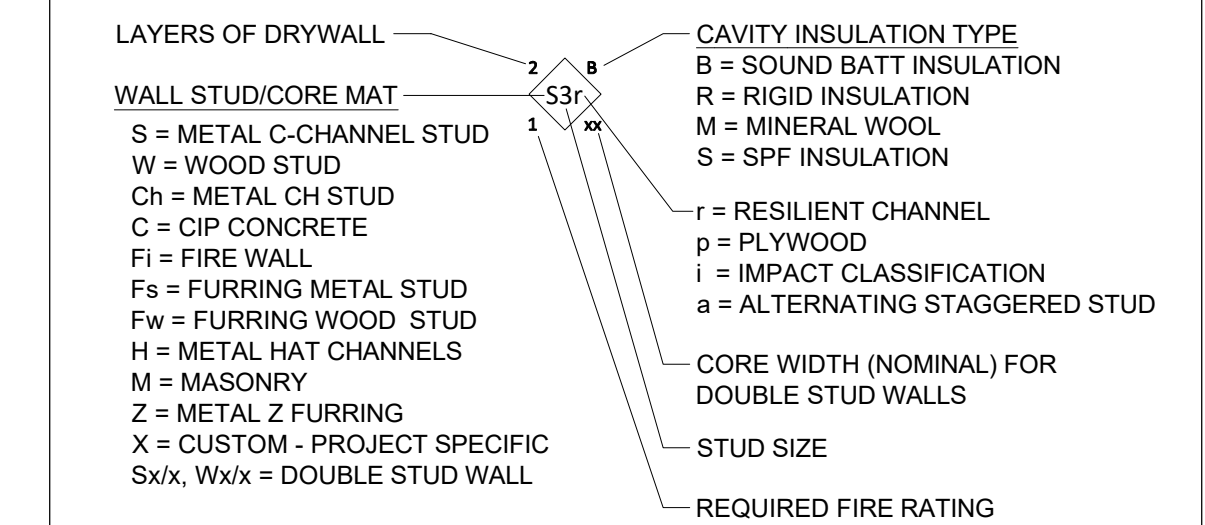 LAYERS OF DRYWALL
WALL STUD/CORE MAT
S = METAL C-CHANNEL STUD
W = WOOD STUD
Ch = METAL CH STUD
C = CIP CONCRETE
Fi = FIRE WALL
Fs = FURRING METAL STUD
Fw = FURRING WOOD STUD
H = METAL HAT CHANNELS
M = MASONRY
Z = METAL Z FURRING
X = CUSTOM - PROJECT SPECIFIC
Sx/x, Wx/x = DOUBLE STUD WALL
2 B
S3r
1 xx
CAVITY INSULATION TYPE
B = SOUND BATT INSULATION
R = RIGID INSULATION
M = MINERAL WOOL
S = SPF INSULATION
r = RESILIENT CHANNEL
p = PLYWOOD
i = IMPACT CLASSIFICATION
a = ALTERNATING STAGGERED STUD
CORE WIDTH (NOMINAL) FOR
DOUBLE STUD WALLS
STUD SIZE
REQUIRED FIRE RATING